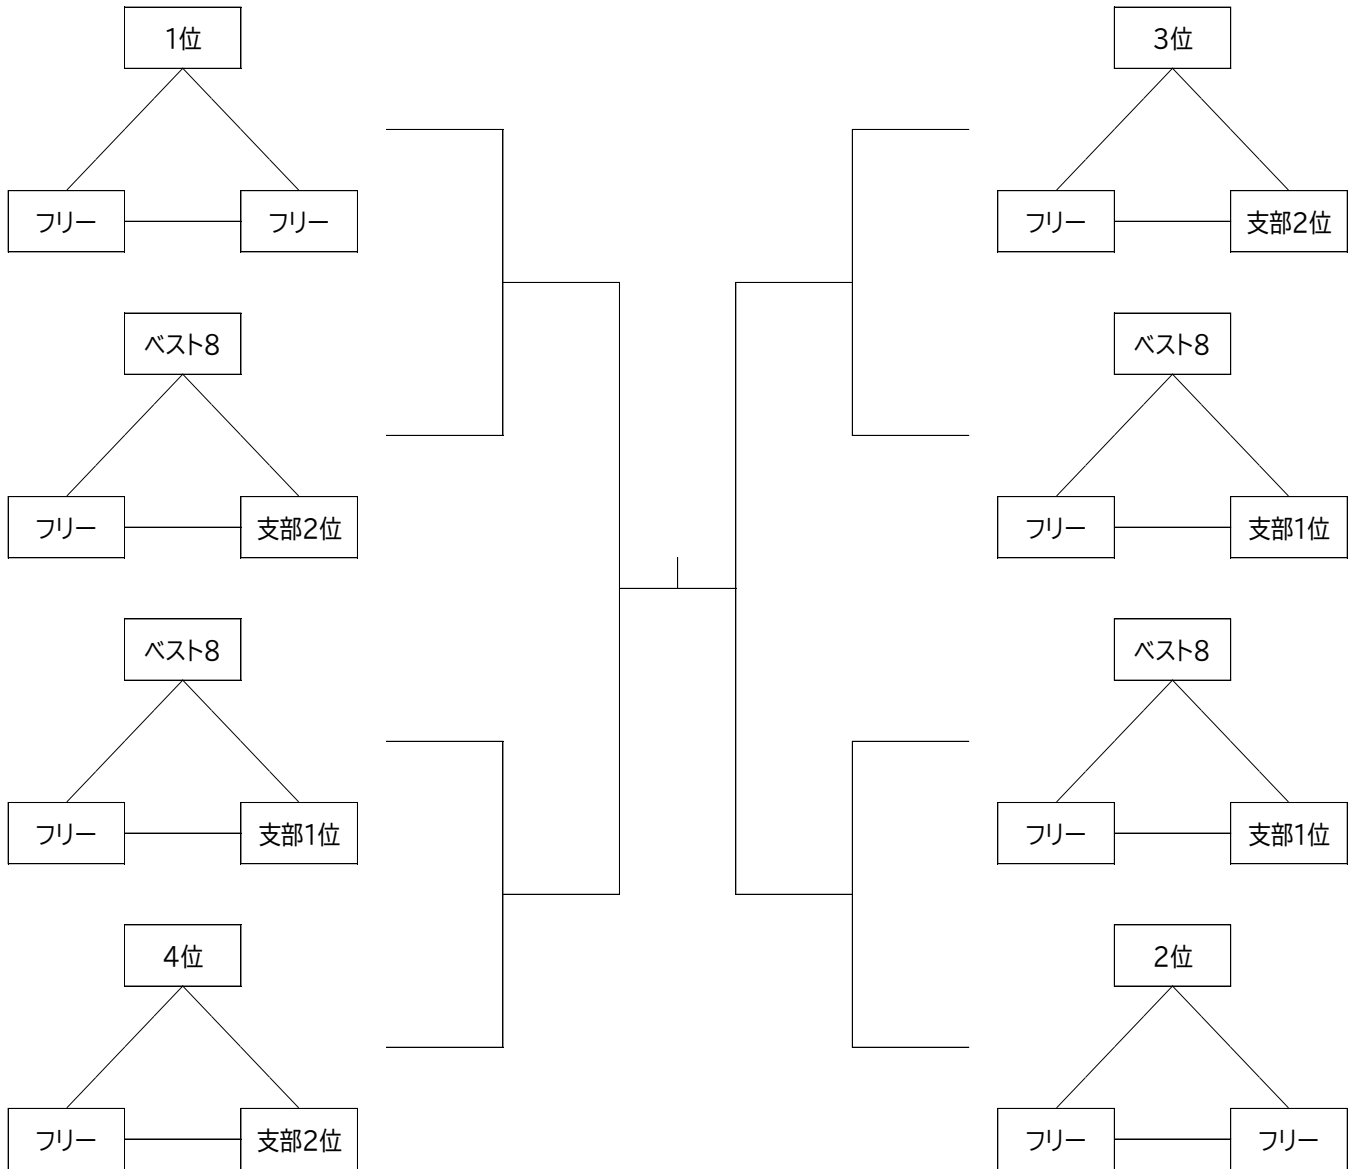 1位
3位
フリー
フリー
フリー
支部2位
ベスト8
ベスト8
フリー
支部2位
フリー
支部1位
ベスト8
ベスト8
フリー
支部1位
フリー
支部1位
4位
2位
フリー
支部2位
フリー
フリー